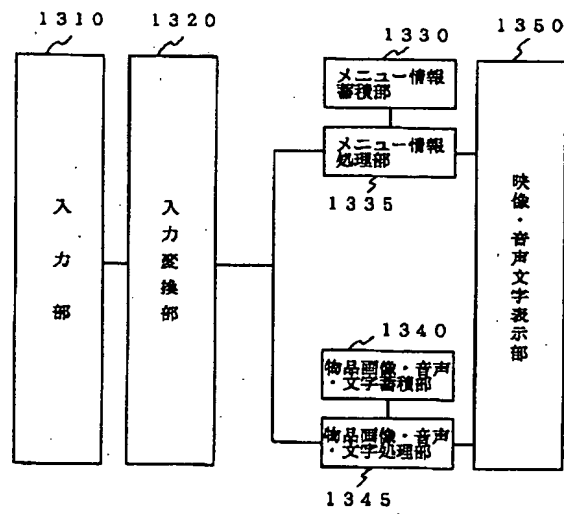 1310
1320
1330
1350
メニュー情報
蓄積部
メニュー情報
処理部
1335
入力部
入力変換部
映像・音声文字表示部
1340
物品画像・音声
・文字蓄積部
物品画像・音声
・文字処理部
1345